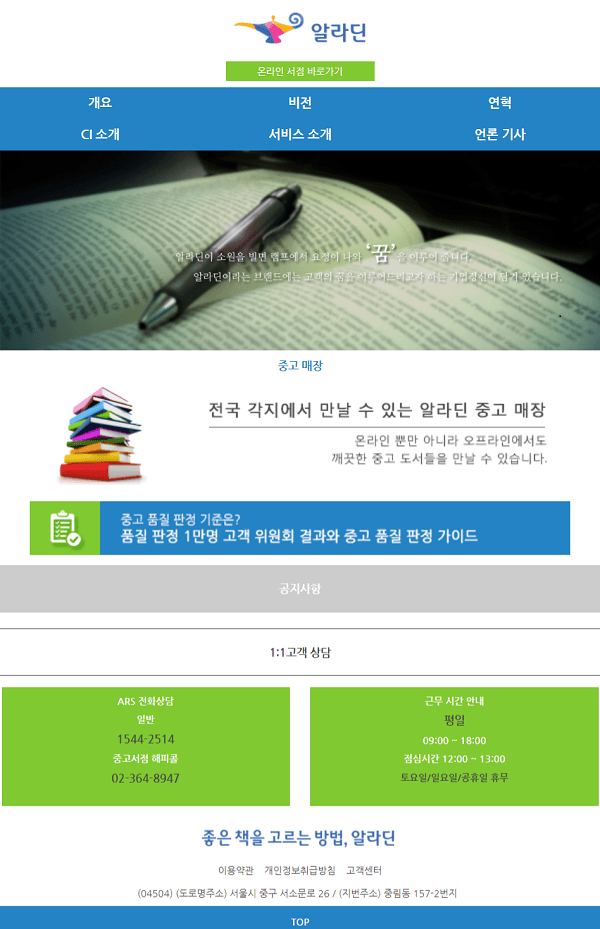 알라딘
온라인 서점 바로가기
개요 비전 연혁
CI 소개 서비스 소개 언론 기사
알라딘이 소원을 빌면 램프에서 요정이 나와 '꿈'을 이루어 줍니다.
알라딘이라는 브랜드에는 고객의 꿈을 이루어드리고자 하는 기업정신이 담겨 있습니다.
중고 매장
전국 각지에서 만날 수 있는 알라딘 중고 매장
온라인 뿐만 아니라 오프라인에서도
깨끗한 중고 도서들을 만날 수 있습니다.
중고 품질 판정 기준은?
품질 판정 1만명 고객 위원회 결과와 중고 품질 판정 가이드
공지사항
1:1고객 상담
ARS 전화상담
일반
1544-2514
중고서점 해피콜
02-364-8947
근무 시간 안내
평일
09:00 ~ 18:00
점심시간 12:00 ~ 13:00
토요일/일요일/공휴일 휴무
좋은 책을 고르는 방법, 알라딘
이용약관 개인정보취급방침 고객센터
(04504) (도로명주소) 서울시 중구 서소문로 26 / (지번주소) 중림동 157-2번지
TOP